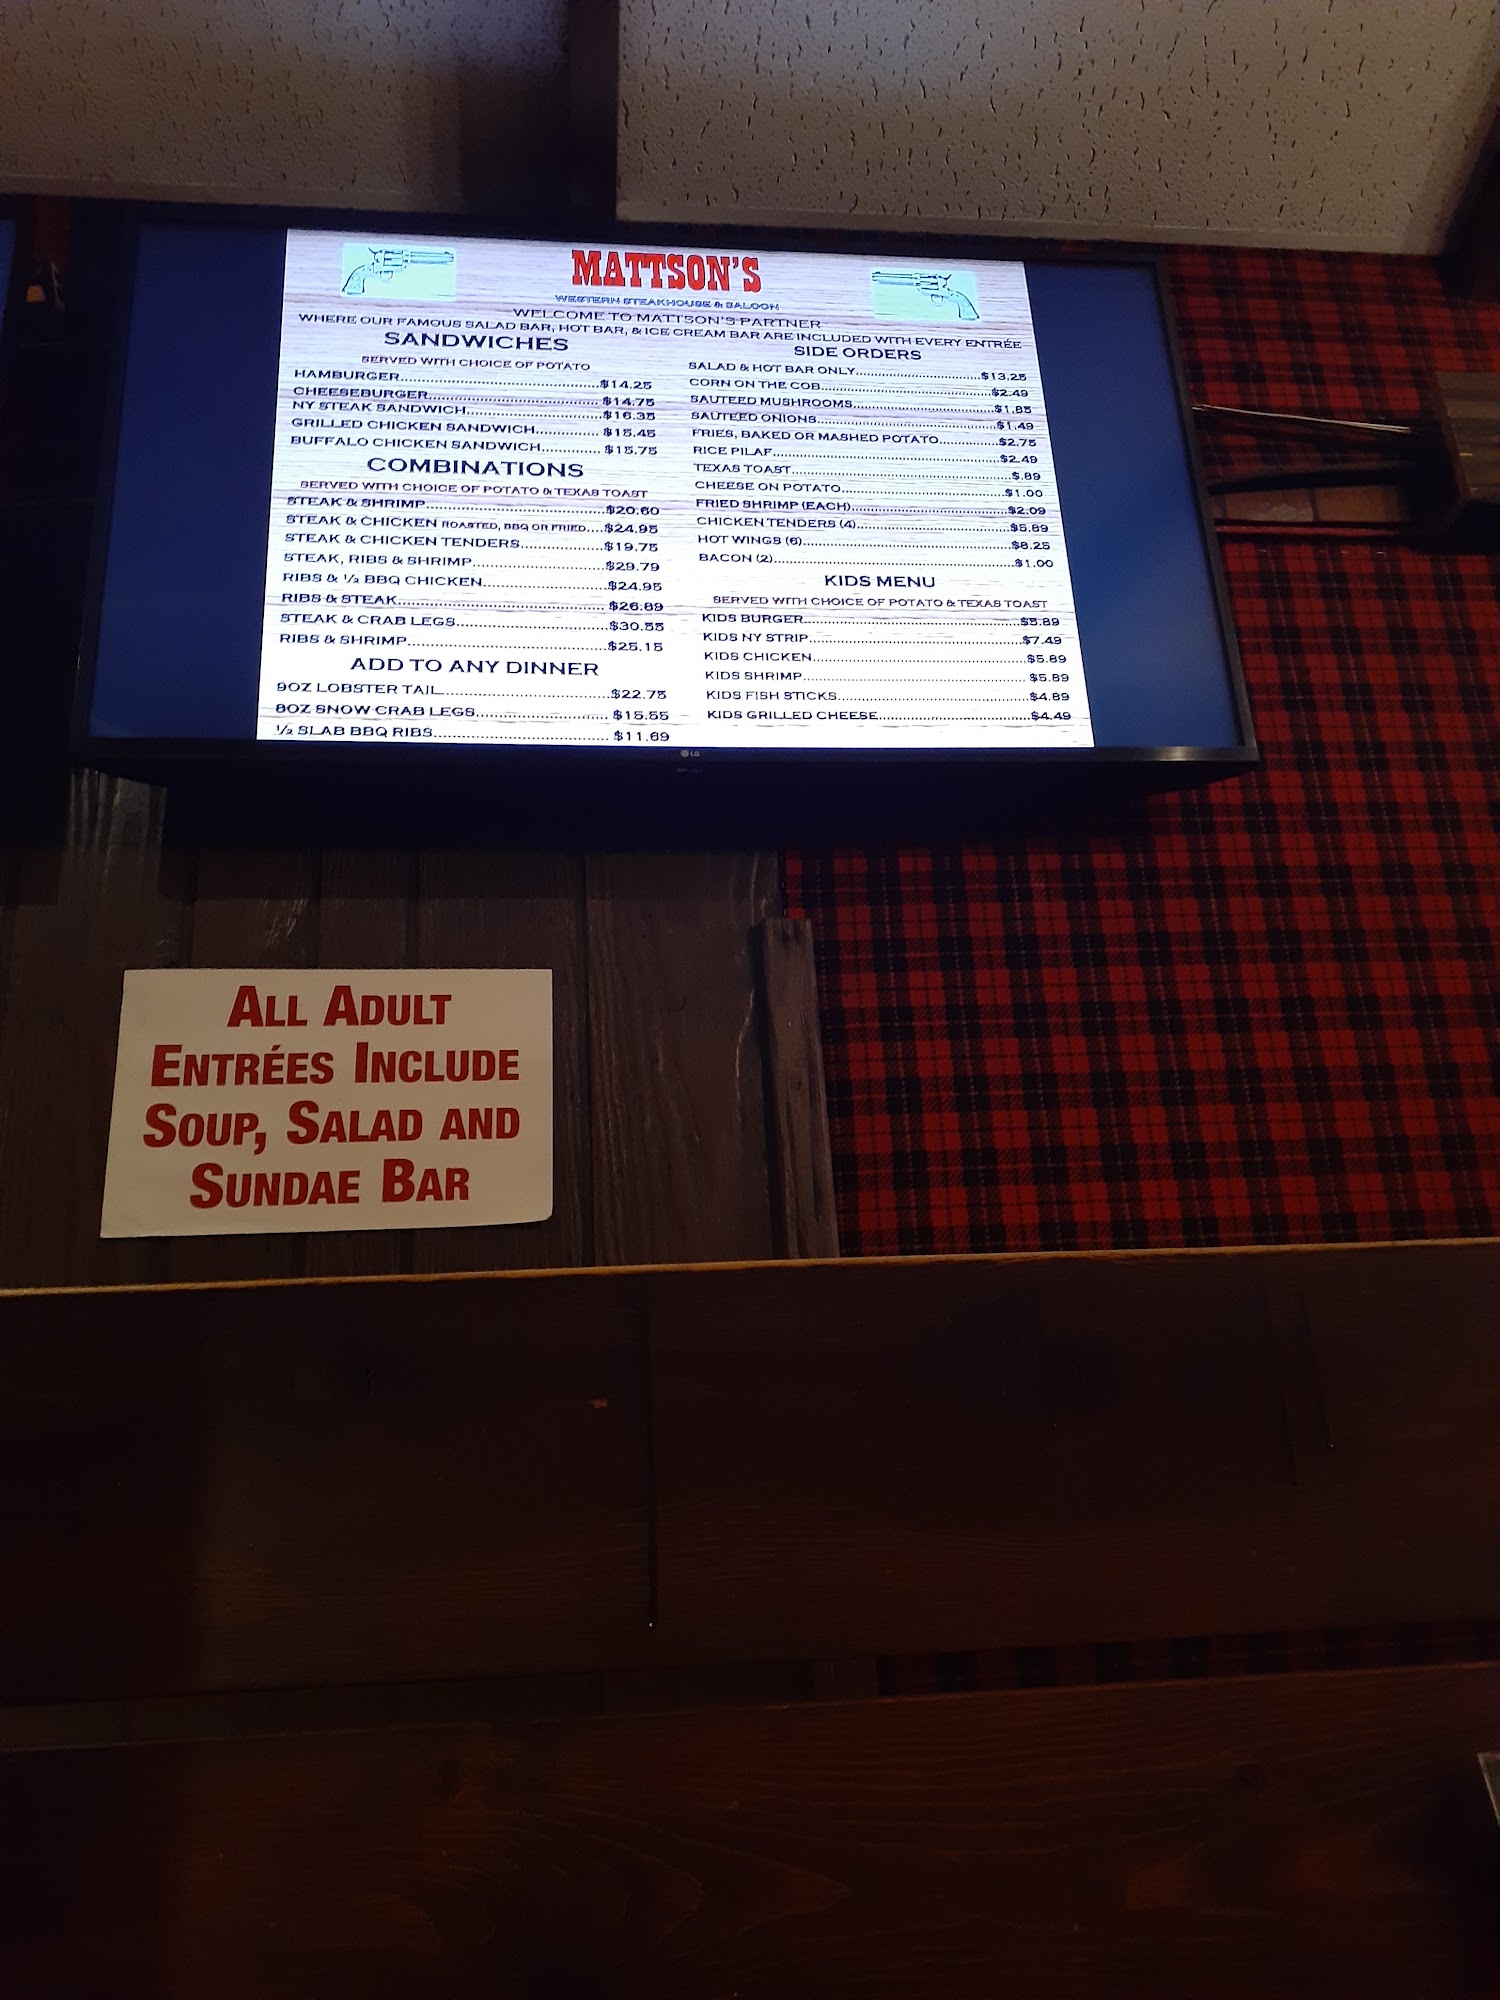 MATTSON'S
WESTERN STEAKHOUSE & SALOON
WELCOME TO MATTSON'S PARTNER
WHERE OUR FAMOUS SALAD BAR, HOT BAR, & ICE CREAM BAR ARE INCLUDED WITH EVERY ENTRÉE
SANDWICHES
SERVED WITH CHOICE OF POTATO
HAMBURGER $14.25
CHEESEBURGER $14.75
NY STEAK SANDWICH $16.35
GRILLED CHICKEN SANDWICH $15.45
BUFFALO CHICKEN SANDWICH $15.75
COMBINATIONS
SERVED WITH CHOICE OF POTATO & TEXAS TOAST
STEAK & SHRIMP $20.60
STEAK & CHICKEN ROASTED, BBQ OR FRIED $24.95
STEAK & CHICKEN TENDERS $19.75
STEAK, RIBS & SHRIMP $29.79
RIBS & ½ BBQ CHICKEN $24.95
RIBS & STEAK $26.89
STEAK & CRAB LEGS $30.55
RIBS & SHRIMP $25.15
ADD TO ANY DINNER
9OZ LOBSTER TAIL $22.75
8OZ SNOW CRAB LEGS $15.55
½ SLAB BBQ RIBS $11.69
SIDE ORDERS
SALAD & HOT BAR ONLY $13.25
CORN ON THE COB $2.49
SAUTEED MUSHROOMS $1.85
SAUTEED ONIONS $1.49
FRIES, BAKED OR MASHED POTATO $2.75
RICE PILAF $2.49
TEXAS TOAST $.89
CHEESE ON POTATO $1.00
FRIED SHRIMP (EACH) $2.09
CHICKEN TENDERS (4) $5.89
HOT WINGS (6) $8.25
BACON (2) $1.00
KIDS MENU
SERVED WITH CHOICE OF POTATO & TEXAS TOAST
KIDS BURGER $5.89
KIDS NY STRIP $7.49
KIDS CHICKEN $5.89
KIDS SHRIMP $5.89
KIDS FISH STICKS $4.89
KIDS GRILLED CHEESE $4.49
LG
ALL ADULT
ENTRÉES INCLUDE
SOUP, SALAD AND
SUNDAE BAR